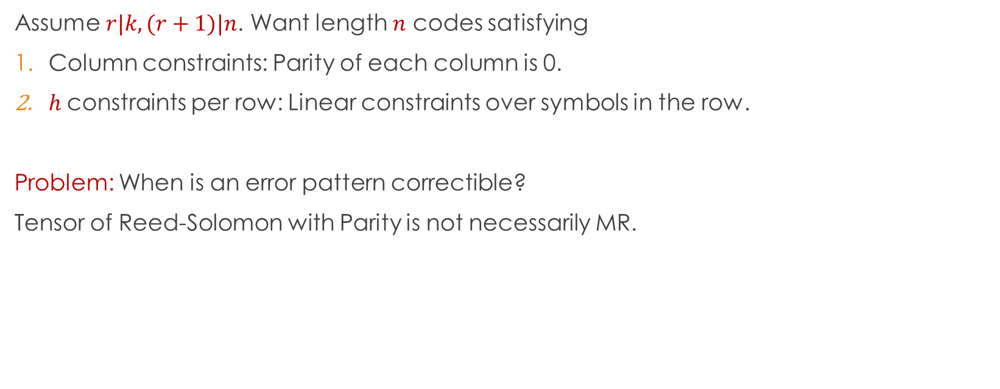 Assume r|k, (r + 1)|n. Want length n codes satisfying
1. Column constraints: Parity of each column is 0.
2. h constraints per row: Linear constraints over symbols in the row.
Problem: When is an error pattern correctible?
Tensor of Reed-Solomon with Parity is not necessarily MR.